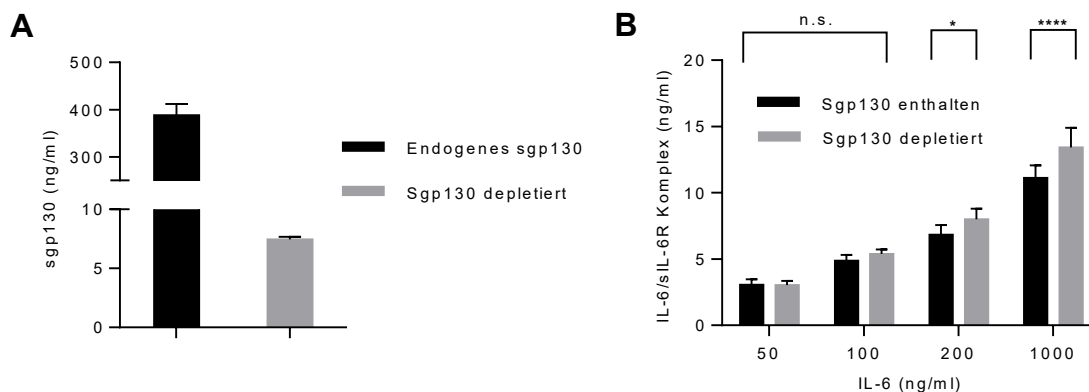 A
500
400
300
10
5
0
sgp130 (ng/ml)
Endogenes sgp130
Sgp130 depletiert
B
n.s.
*
****
20
15
10
5
0
IL-6/sIL-6R Komplex (ng/ml)
Sgp130 enthalten
Sgp130 depletiert
50 100 200 1000
IL-6 (ng/ml)